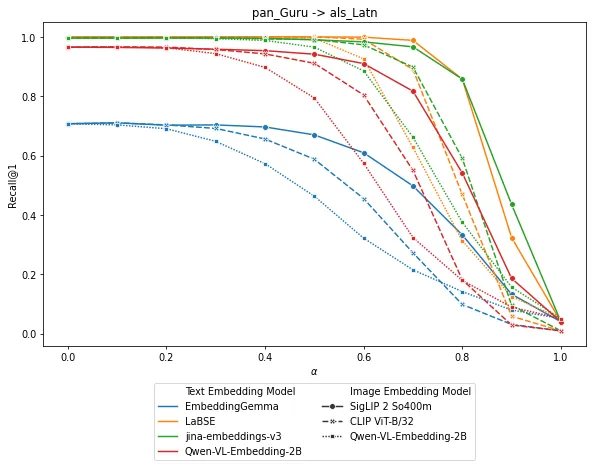 pan_Guru -> als_Latn
Recall@1
1.0
0.8
0.6
0.4
0.2
0.0
0.0 0.2 0.4 0.6 0.8 1.0
α
Text Embedding Model
EmbeddingGemma
LaBSE
jina-embeddings-v3
Qwen-VL-Embedding-2B
Image Embedding Model
SigLIP 2 So400m
CLIP ViT-B/32
Qwen-VL-Embedding-2B